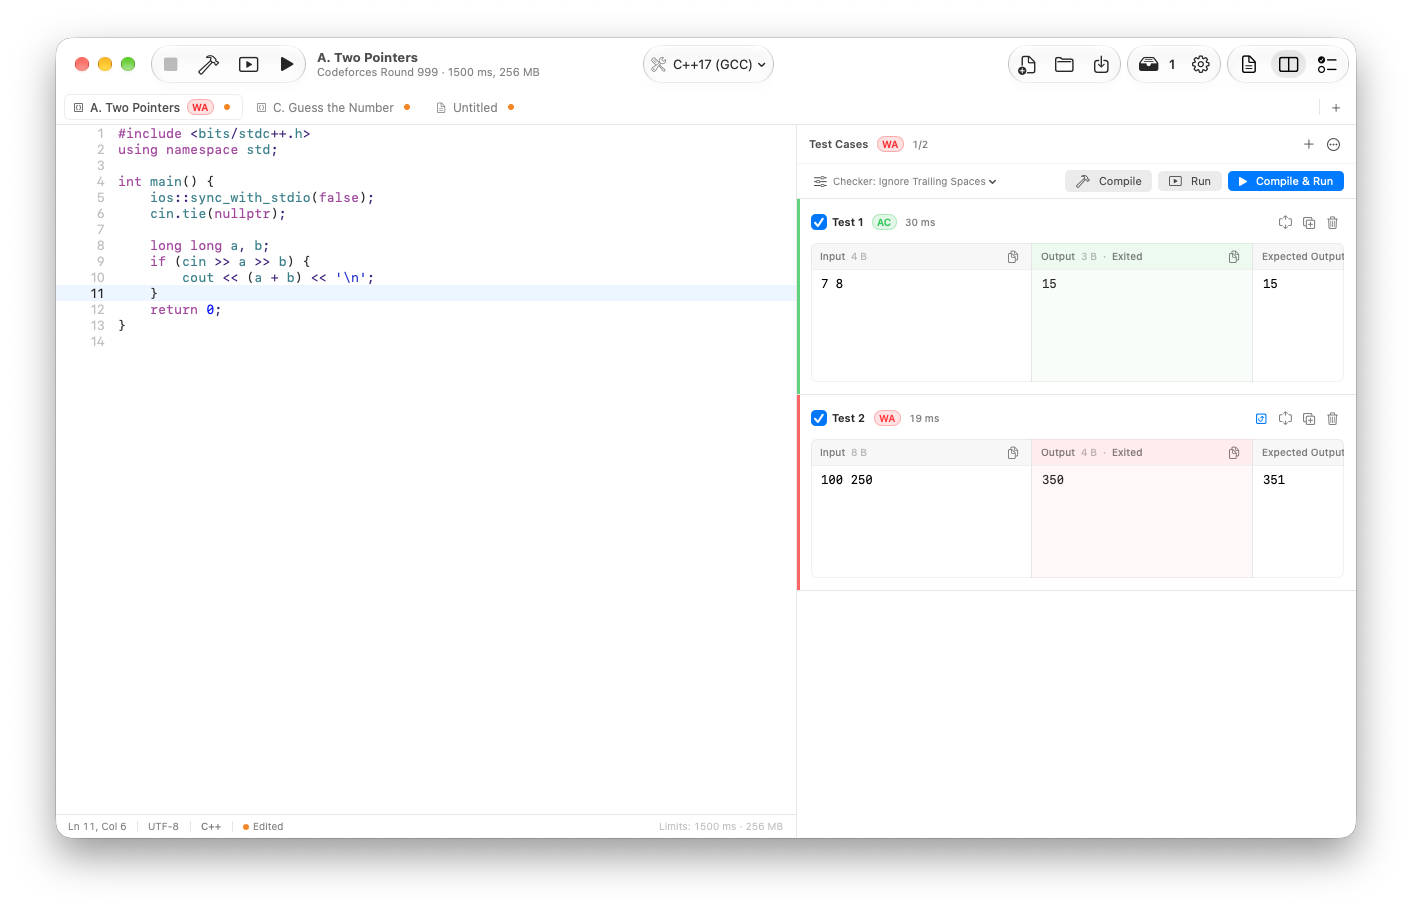 A. Two Pointers
Codeforces Round 999 · 1500 ms, 256 MB
C++17 (GCC)
1
A. Two Pointers WA
C. Guess the Number
Untitled
1 #include <bits/stdc++.h>
2 using namespace std;
3
4 int main() {
5     ios::sync_with_stdio(false);
6     cin.tie(nullptr);
7
8     long long a, b;
9     if (cin >> a >> b) {
10         cout << (a + b) << '\n';
11     }
12     return 0;
13 }
14
Test Cases WA 1/2
Checker: Ignore Trailing Spaces
Compile
Run
Compile & Run
Test 1 AC 30 ms
Input 4 B
Output 3 B · Exited
Expected Output
7 8
15
15
Test 2 WA 19 ms
Input 8 B
Output 4 B · Exited
Expected Output
100 250
350
351
Ln 11, Col 6
UTF-8
C++
Edited
Limits: 1500 ms · 256 MB